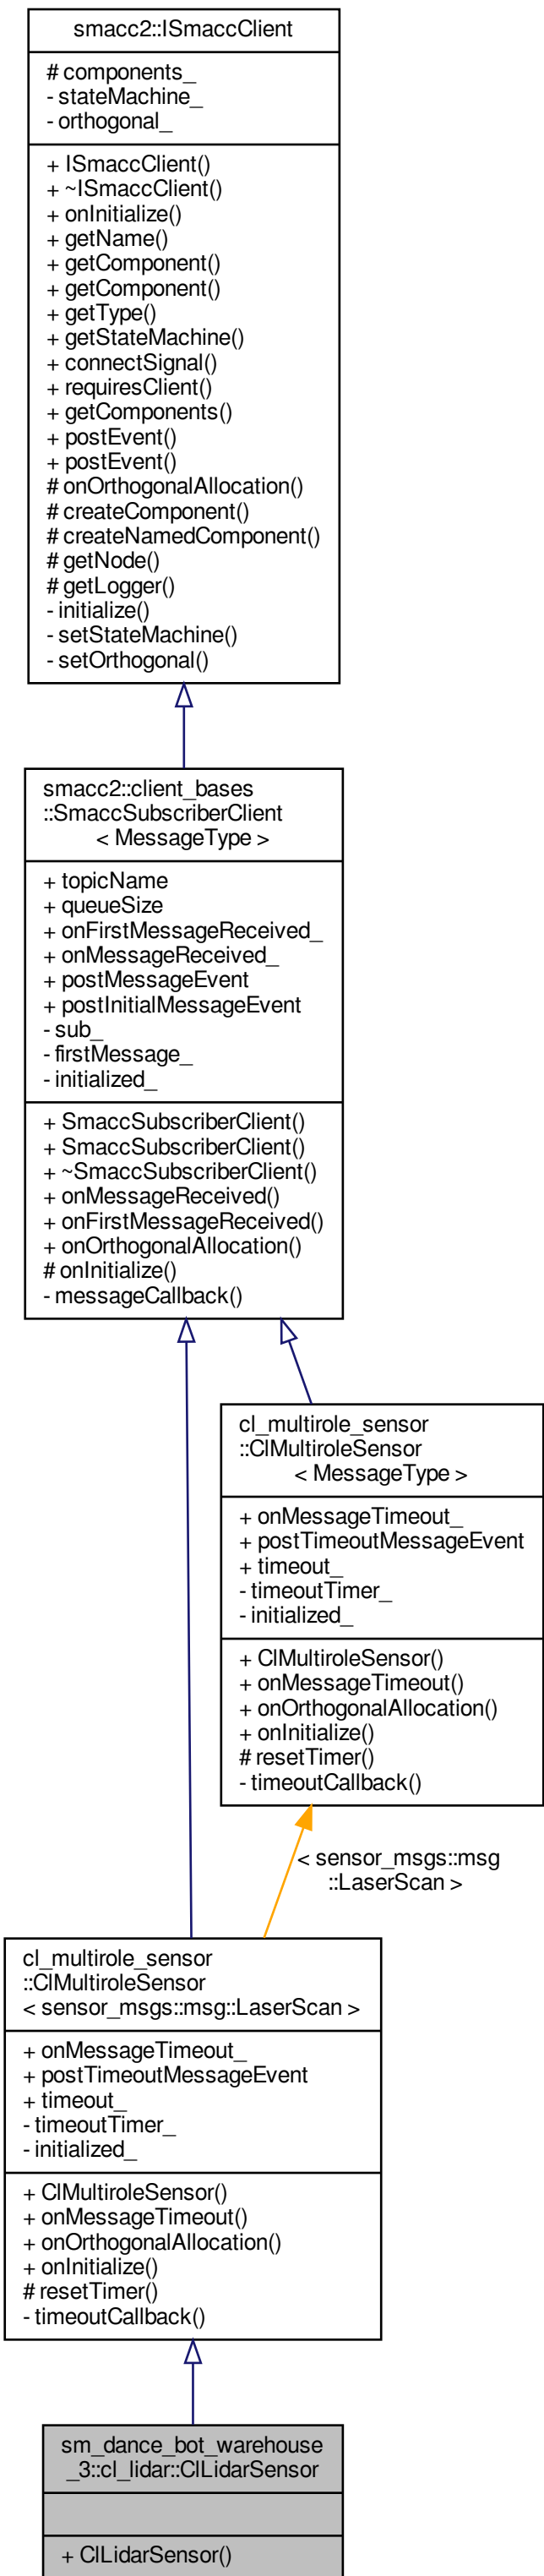 smacc2::ISmaccClient
# components_
- stateMachine_
- orthogonal_
+ ISmaccClient()
+ ~ISmaccClient()
+ onInitialize()
+ getName()
+ getComponent()
+ getComponent()
+ getType()
+ getStateMachine()
+ connectSignal()
+ requiresClient()
+ getComponents()
+ postEvent()
+ postEvent()
# onOrthogonalAllocation()
# createComponent()
# createNamedComponent()
# getNode()
# getLogger()
- initialize()
- setStateMachine()
- setOrthogonal()
smacc2::client_bases
::SmaccSubscriberClient
< MessageType >
+ topicName
+ queueSize
+ onFirstMessageReceived_
+ onMessageReceived_
+ postMessageEvent
+ postInitialMessageEvent
- sub_
- firstMessage_
- initialized_
+ SmaccSubscriberClient()
+ SmaccSubscriberClient()
+ ~SmaccSubscriberClient()
+ onMessageReceived()
+ onFirstMessageReceived()
+ onOrthogonalAllocation()
# onInitialize()
- messageCallback()
cl_multirole_sensor
::ClMultiroleSensor
< MessageType >
+ onMessageTimeout_
+ postTimeoutMessageEvent
+ timeout_
- timeoutTimer_
- initialized_
+ ClMultiroleSensor()
+ onMessageTimeout()
+ onOrthogonalAllocation()
+ onInitialize()
# resetTimer()
- timeoutCallback()
< sensor_msgs::msg
::LaserScan >
cl_multirole_sensor
::ClMultiroleSensor
< sensor_msgs::msg::LaserScan >
+ onMessageTimeout_
+ postTimeoutMessageEvent
+ timeout_
- timeoutTimer_
- initialized_
+ ClMultiroleSensor()
+ onMessageTimeout()
+ onOrthogonalAllocation()
+ onInitialize()
# resetTimer()
- timeoutCallback()
sm_dance_bot_warehouse
_3::cl_lidar::ClLidarSensor
+ ClLidarSensor()